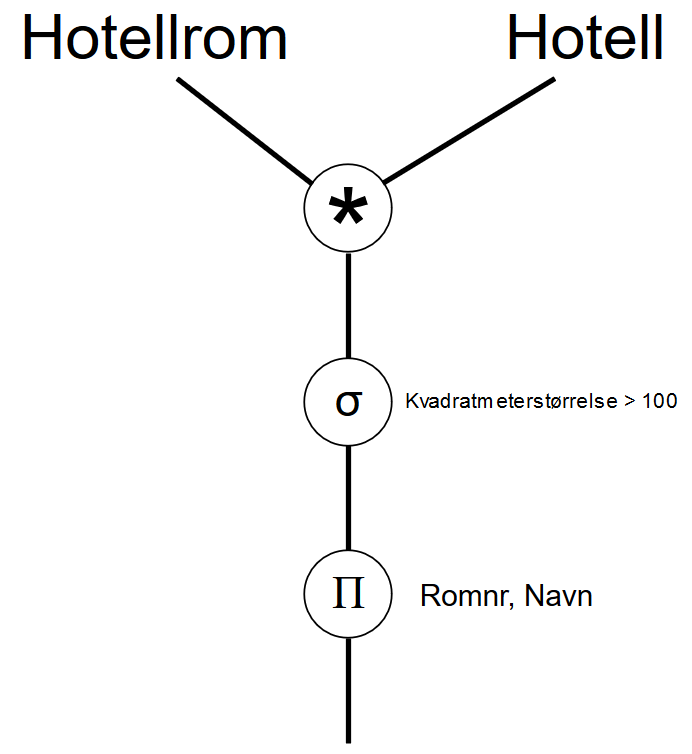 Hotellrom
Hotell
*
σ
Kvadratmeterstørrelse > 100
Π
Romnr, Navn